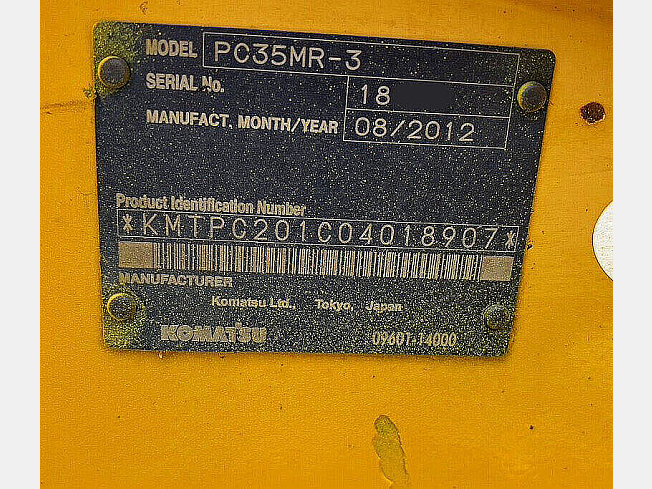 MODEL PC35MR-3
SERIAL No. 18
MANUFACT. MONTH/YEAR 08/2012
Product Identification Number
*KMTPC201C04018907*
MANUFACTURER
Komatsu Ltd., Tokyo, Japan
KOMATSU 09601-14000